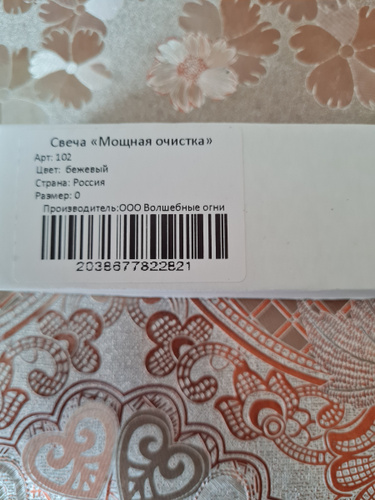 Свеча «Мощная очистка»
Арт: 102
Цвет: бежевый
Страна: Россия
Размер: 0
Производитель:ООО Волшебные огни
2038677822821